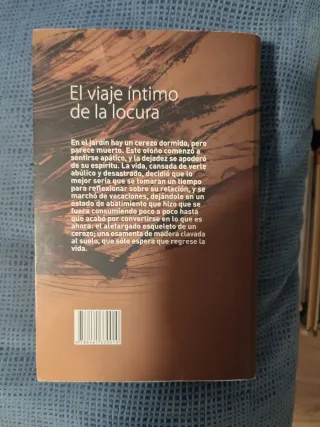 El viaje íntimo
de la locura
En el jardín hay un cerezo dormido, pero
parece muerto. Este otoño comenzó a
sentirse apático, y la dejadez se apoderó
de su espíritu. La vida, cansada de verle
abúlico y desastrado, decidió que lo
mejor sería que se tomaran un tiempo
para reflexionar sobre su relación, y se
marchó de vacaciones, dejándole en un
estado de abatimiento que hizo que se
fuera consumiendo poco a poco hasta
que acabó por convertirse en lo que es
ahora: el aletargado esqueleto de un
cerezo; una osamenta de madera clavada
al suelo, que sólo espera que regrese la
vida.